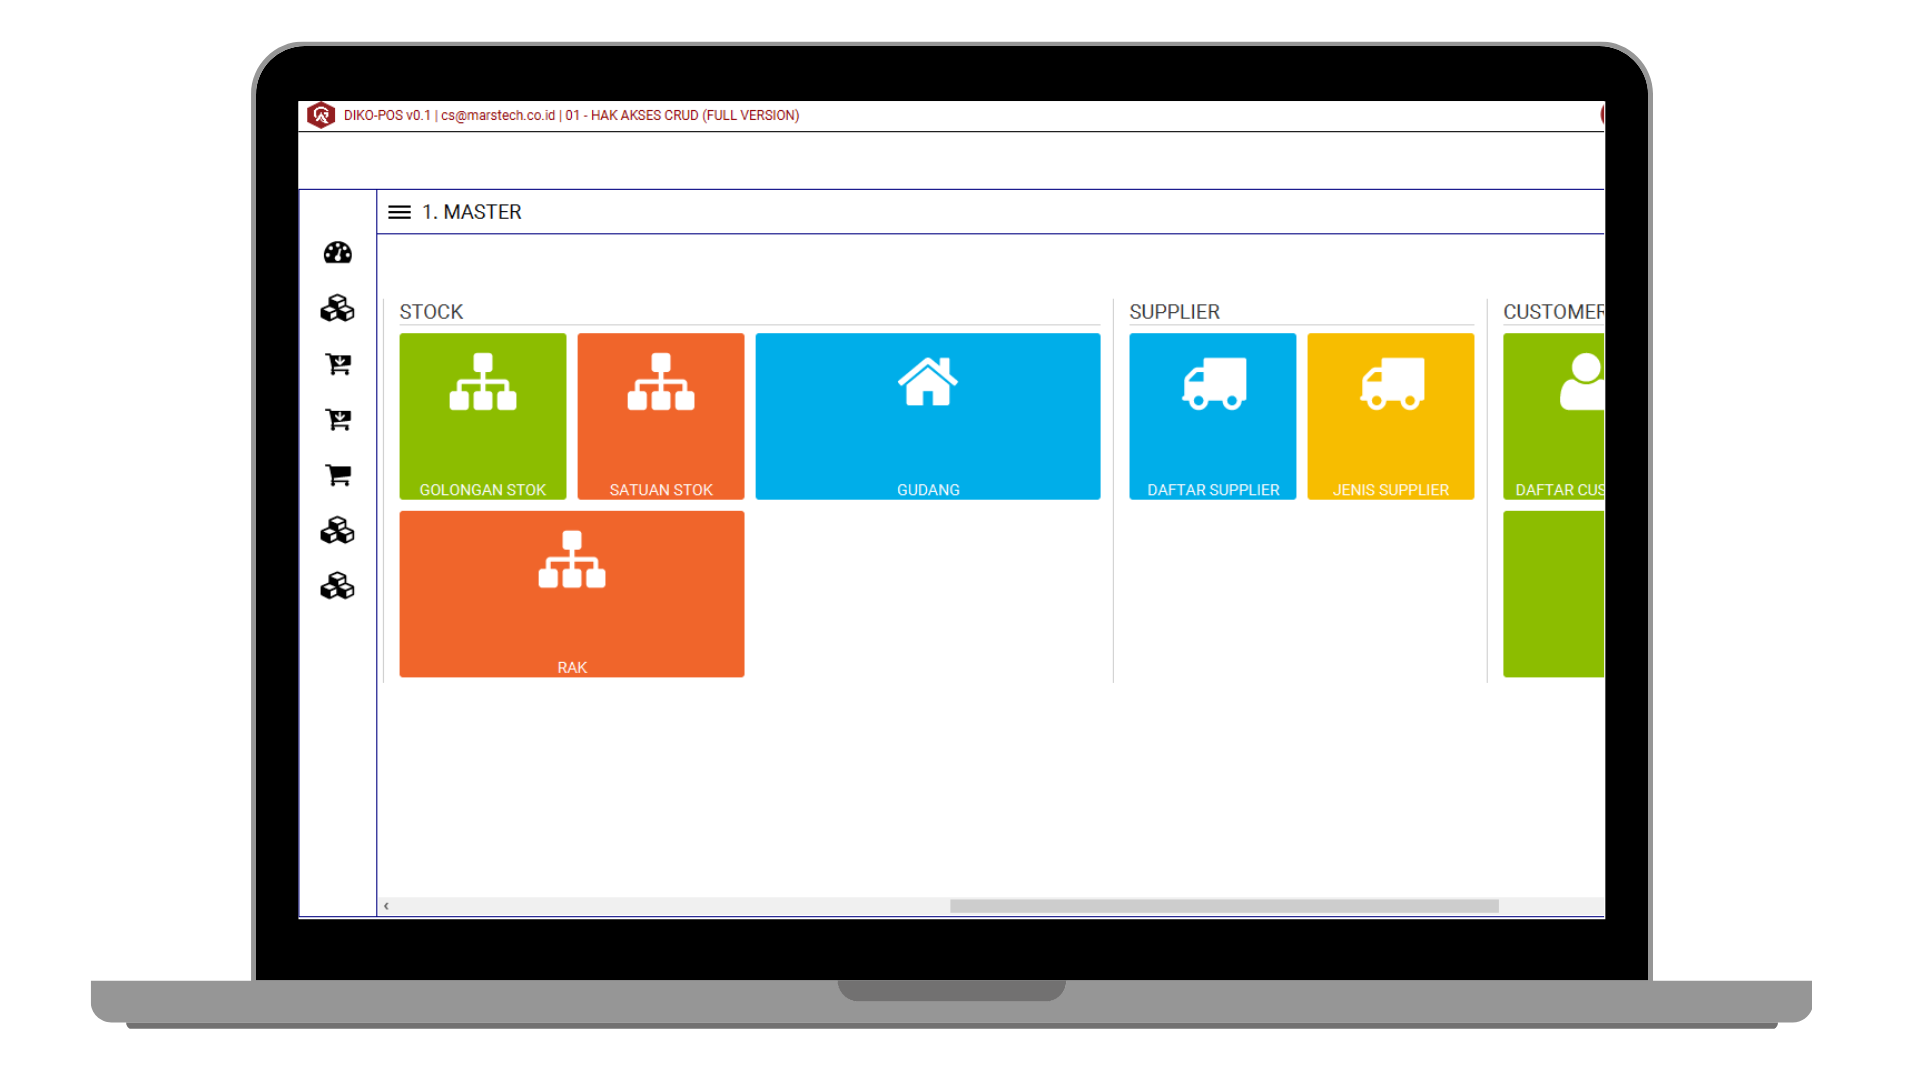 DIKO-POS v0.1 | cs@marstech.co.id | 01 - HAK AKSES CRUD (FULL VERSION)
1. MASTER
STOCK
SUPPLIER
CUSTOMER
GOLONGAN STOK
SATUAN STOK
GUDANG
DAFTAR SUPPLIER
JENIS SUPPLIER
DAFTAR CUS
RAK